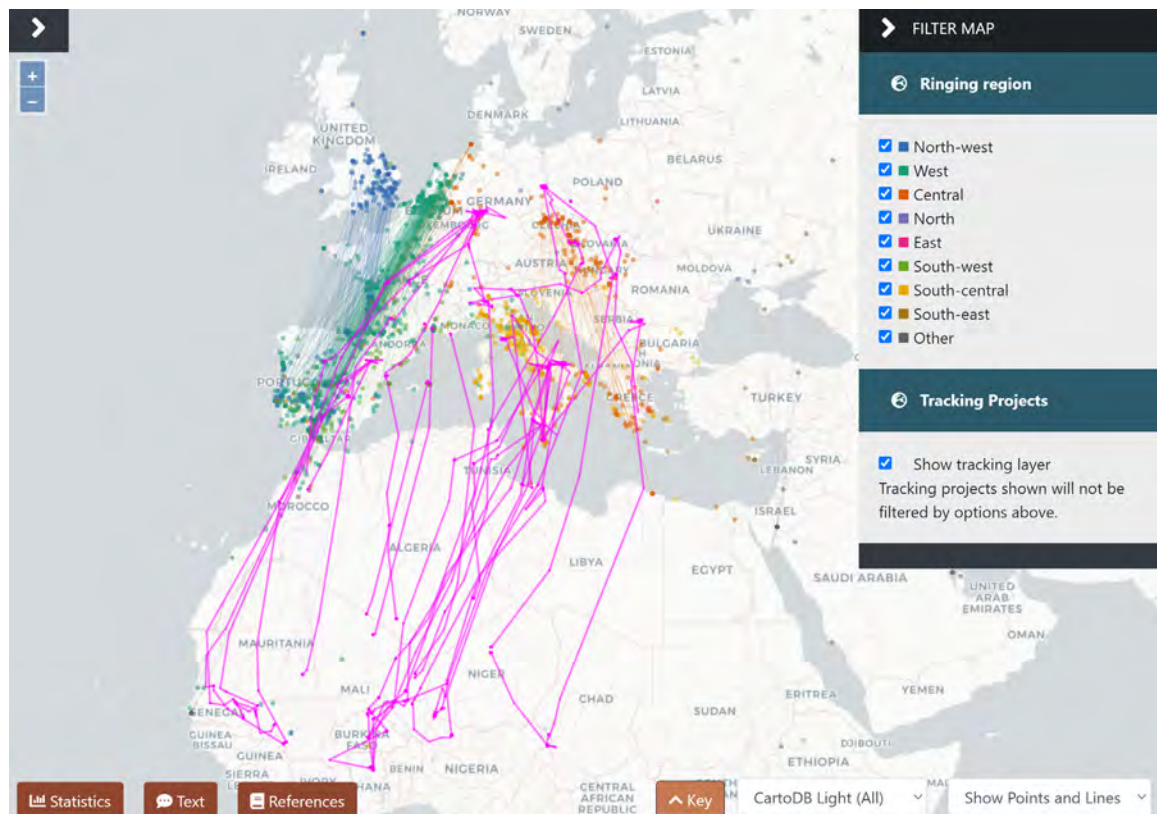 NORWAY
FILTER MAP
SWEDEN
+
ESTONIA
Ringing region
−
LATVIA
DENMARK
LITHUANIA
UNITED
KINGDOM
North-west
BELARUS
IRELAND
West
POLAND
Central
GERMANY
North
UKRAINE
East
AUSTRIA
MOLDOVA
South-west
ROMANIA
South-central
SERBIA
MONACO
South-east
BULGARIA
ANDORRA
Other
TURKEY
GREECE
Tracking Projects
GIBRALTAR
SYRIA
Show tracking layer
TUNISIA
LEBANON
Tracking projects shown will not be
filtered by options above.
MOROCCO
ISRAEL
ALGERIA
LIBYA
EGYPT
SAUDI ARABIA
UNITED
ARAB
EMIRATES
OMAN
MAURITANIA
NIGER
MALI
CHAD
YEMEN
ERITREA
SENEGAL
SUDAN
GUINEA-
BISSAU
BURKINA
FASO
DJIBOUTI
GUINEA
ETHIOPIA
BENIN
NIGERIA
SIERRA
CENTRAL
AFRICAN
REPUBLIC
Statistics
Text
References
Key
CartoDB Light (All)
Show Points and Lines